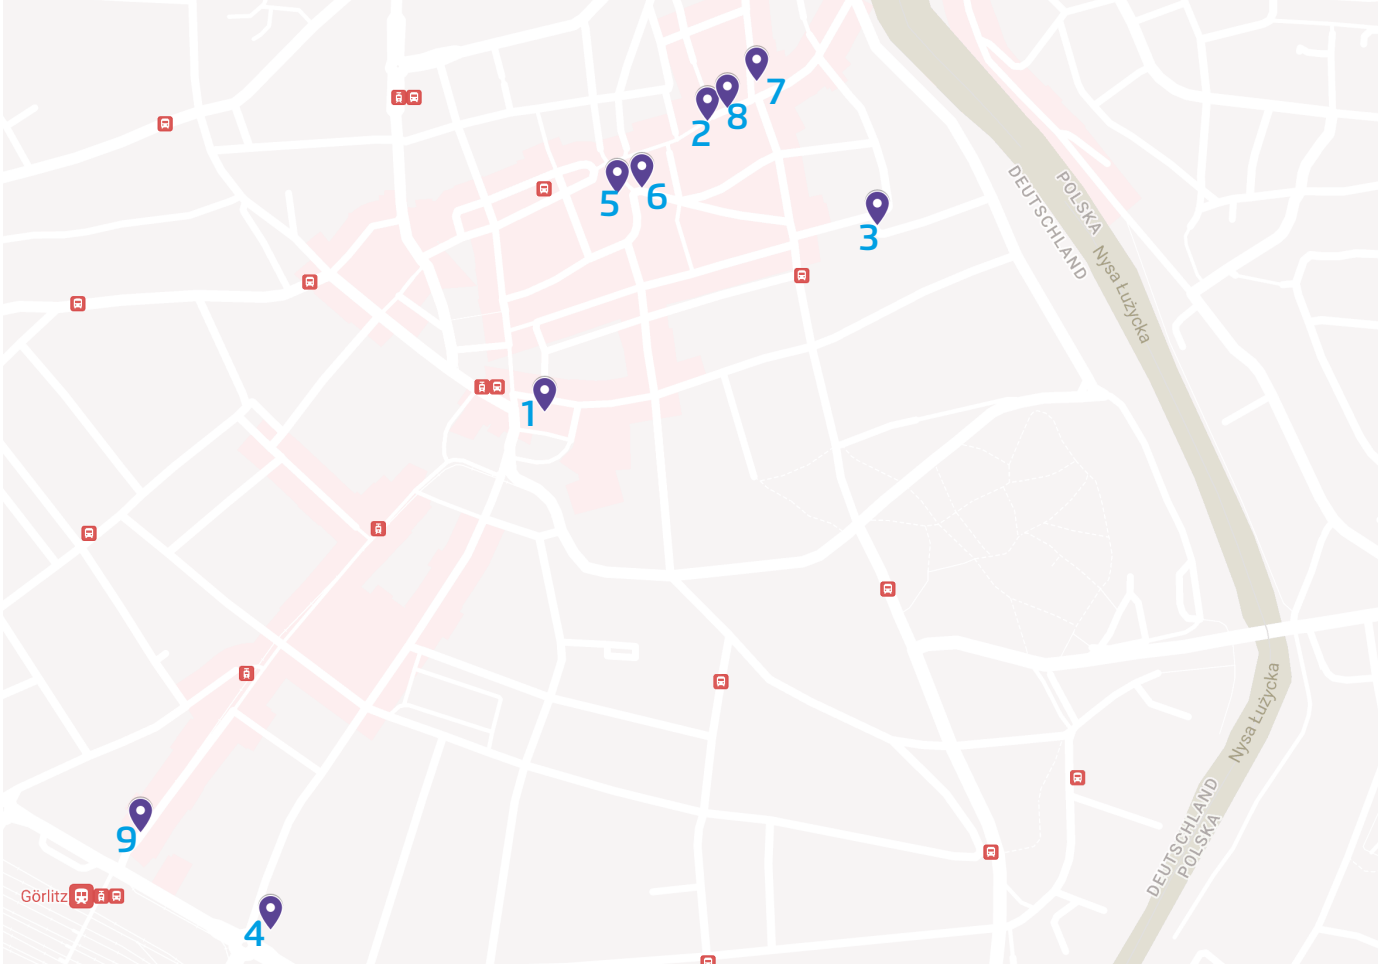 7
8
2
5
6
3
POLSKA
DEUTSCHLAND
Nysa Łużycka
1
Nysa Łużycka
9
DEUTSCHLAND
POLSKA
Görlitz
4